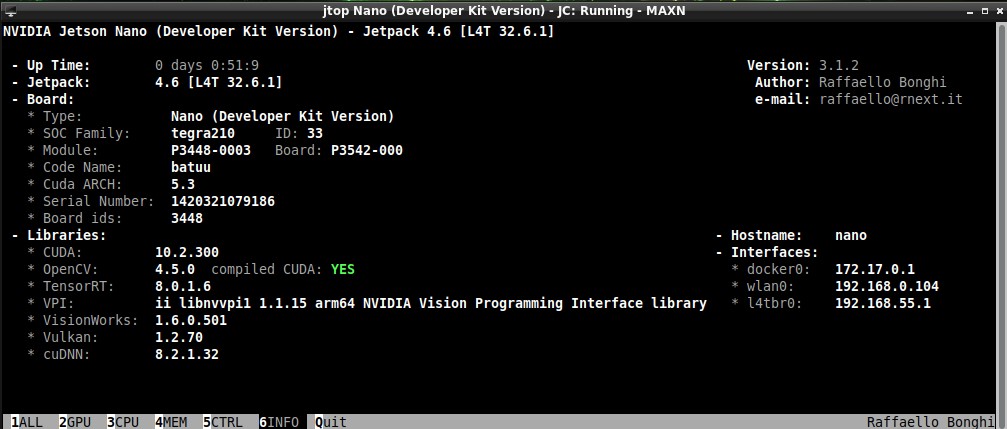 jtop Nano (Developer Kit Version) - JC: Running - MAXN
NVIDIA Jetson Nano (Developer Kit Version) - Jetpack 4.6 [L4T 32.6.1]
- Up Time: 0 days 0:51:9 Version: 3.1.2
- Jetpack: 4.6 [L4T 32.6.1] Author: Raffaello Bonghi
- Board: e-mail: raffaello@rnext.it
* Type: Nano (Developer Kit Version)
* SOC Family: tegra210 ID: 33
* Module: P3448-0003 Board: P3542-000
* Code Name: batuu
* Cuda ARCH: 5.3
* Serial Number: 1420321079186
* Board ids: 3448
- Libraries: - Hostname: nano
* CUDA: 10.2.300 - Interfaces:
* OpenCV: 4.5.0 compiled CUDA: YES * docker0: 172.17.0.1
* TensorRT: 8.0.1.6 * wlan0: 192.168.0.104
* VPI: ii libnvvpi1 1.1.15 arm64 NVIDIA Vision Programming Interface library * l4tbr0: 192.168.55.1
* VisionWorks: 1.6.0.501
* Vulkan: 1.2.70
* cuDNN: 8.2.1.32
1ALL 2GPU 3CPU 4MEM 5CTRL 6INFO Quit Raffaello Bonghi